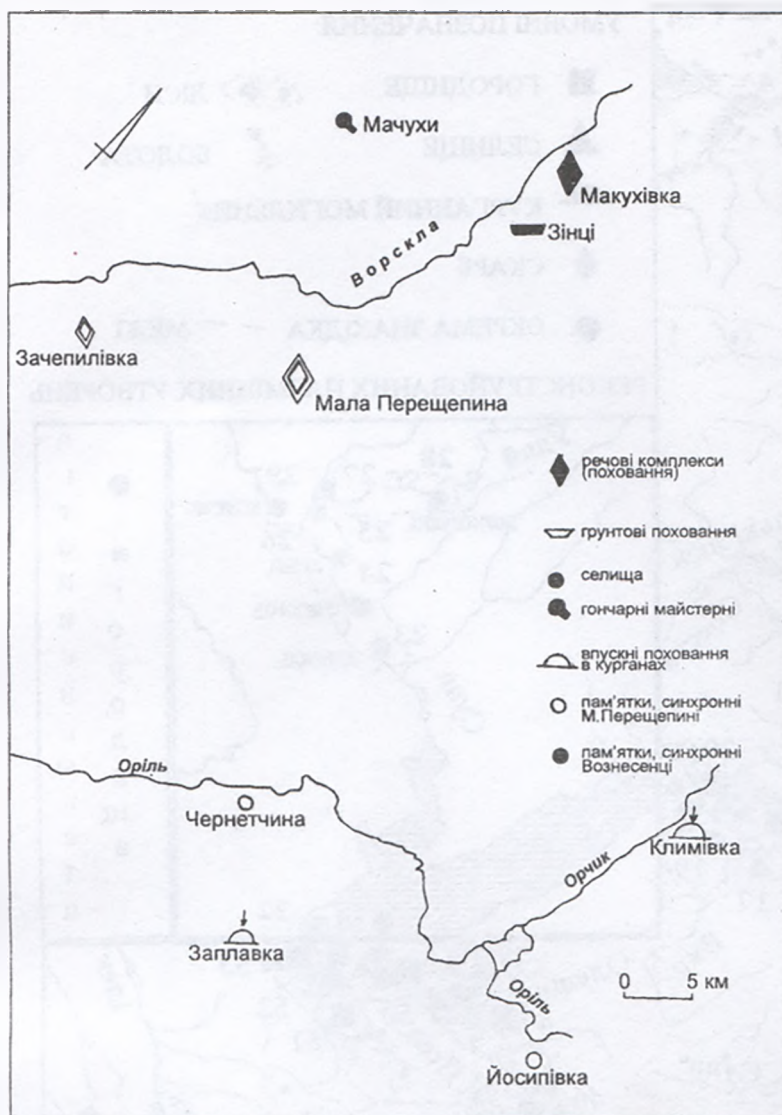 Мачухи
Макухівка
Зінці
Ворскла
Зачепилівка
Мала Перещепина
речові комплекси
(поховання)
грунтові поховання
селища
гончарні майстерні
впускні поховання
в курганах
пам'ятки, синхронні
М.Перещепині
пам'ятки, синхронні
Вознесенці
Оріль
Чернетчина
Климівка
Орчик
Заплавка
0 5 км
Оріль
Йосипівка